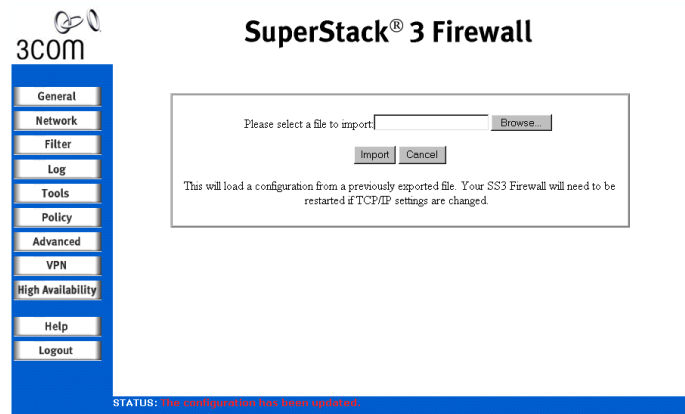 3COM
SuperStack® 3 Firewall
General
Network
Filter
Log
Tools
Policy
Advanced
VPN
High Availability
Help
Logout
Please select a file to import:
Browse...
Import
Cancel
This will load a configuration from a previously exported file. Your SS3 Firewall will need to be
restarted if TCP/IP settings are changed.
STATUS: The configuration has been updated.